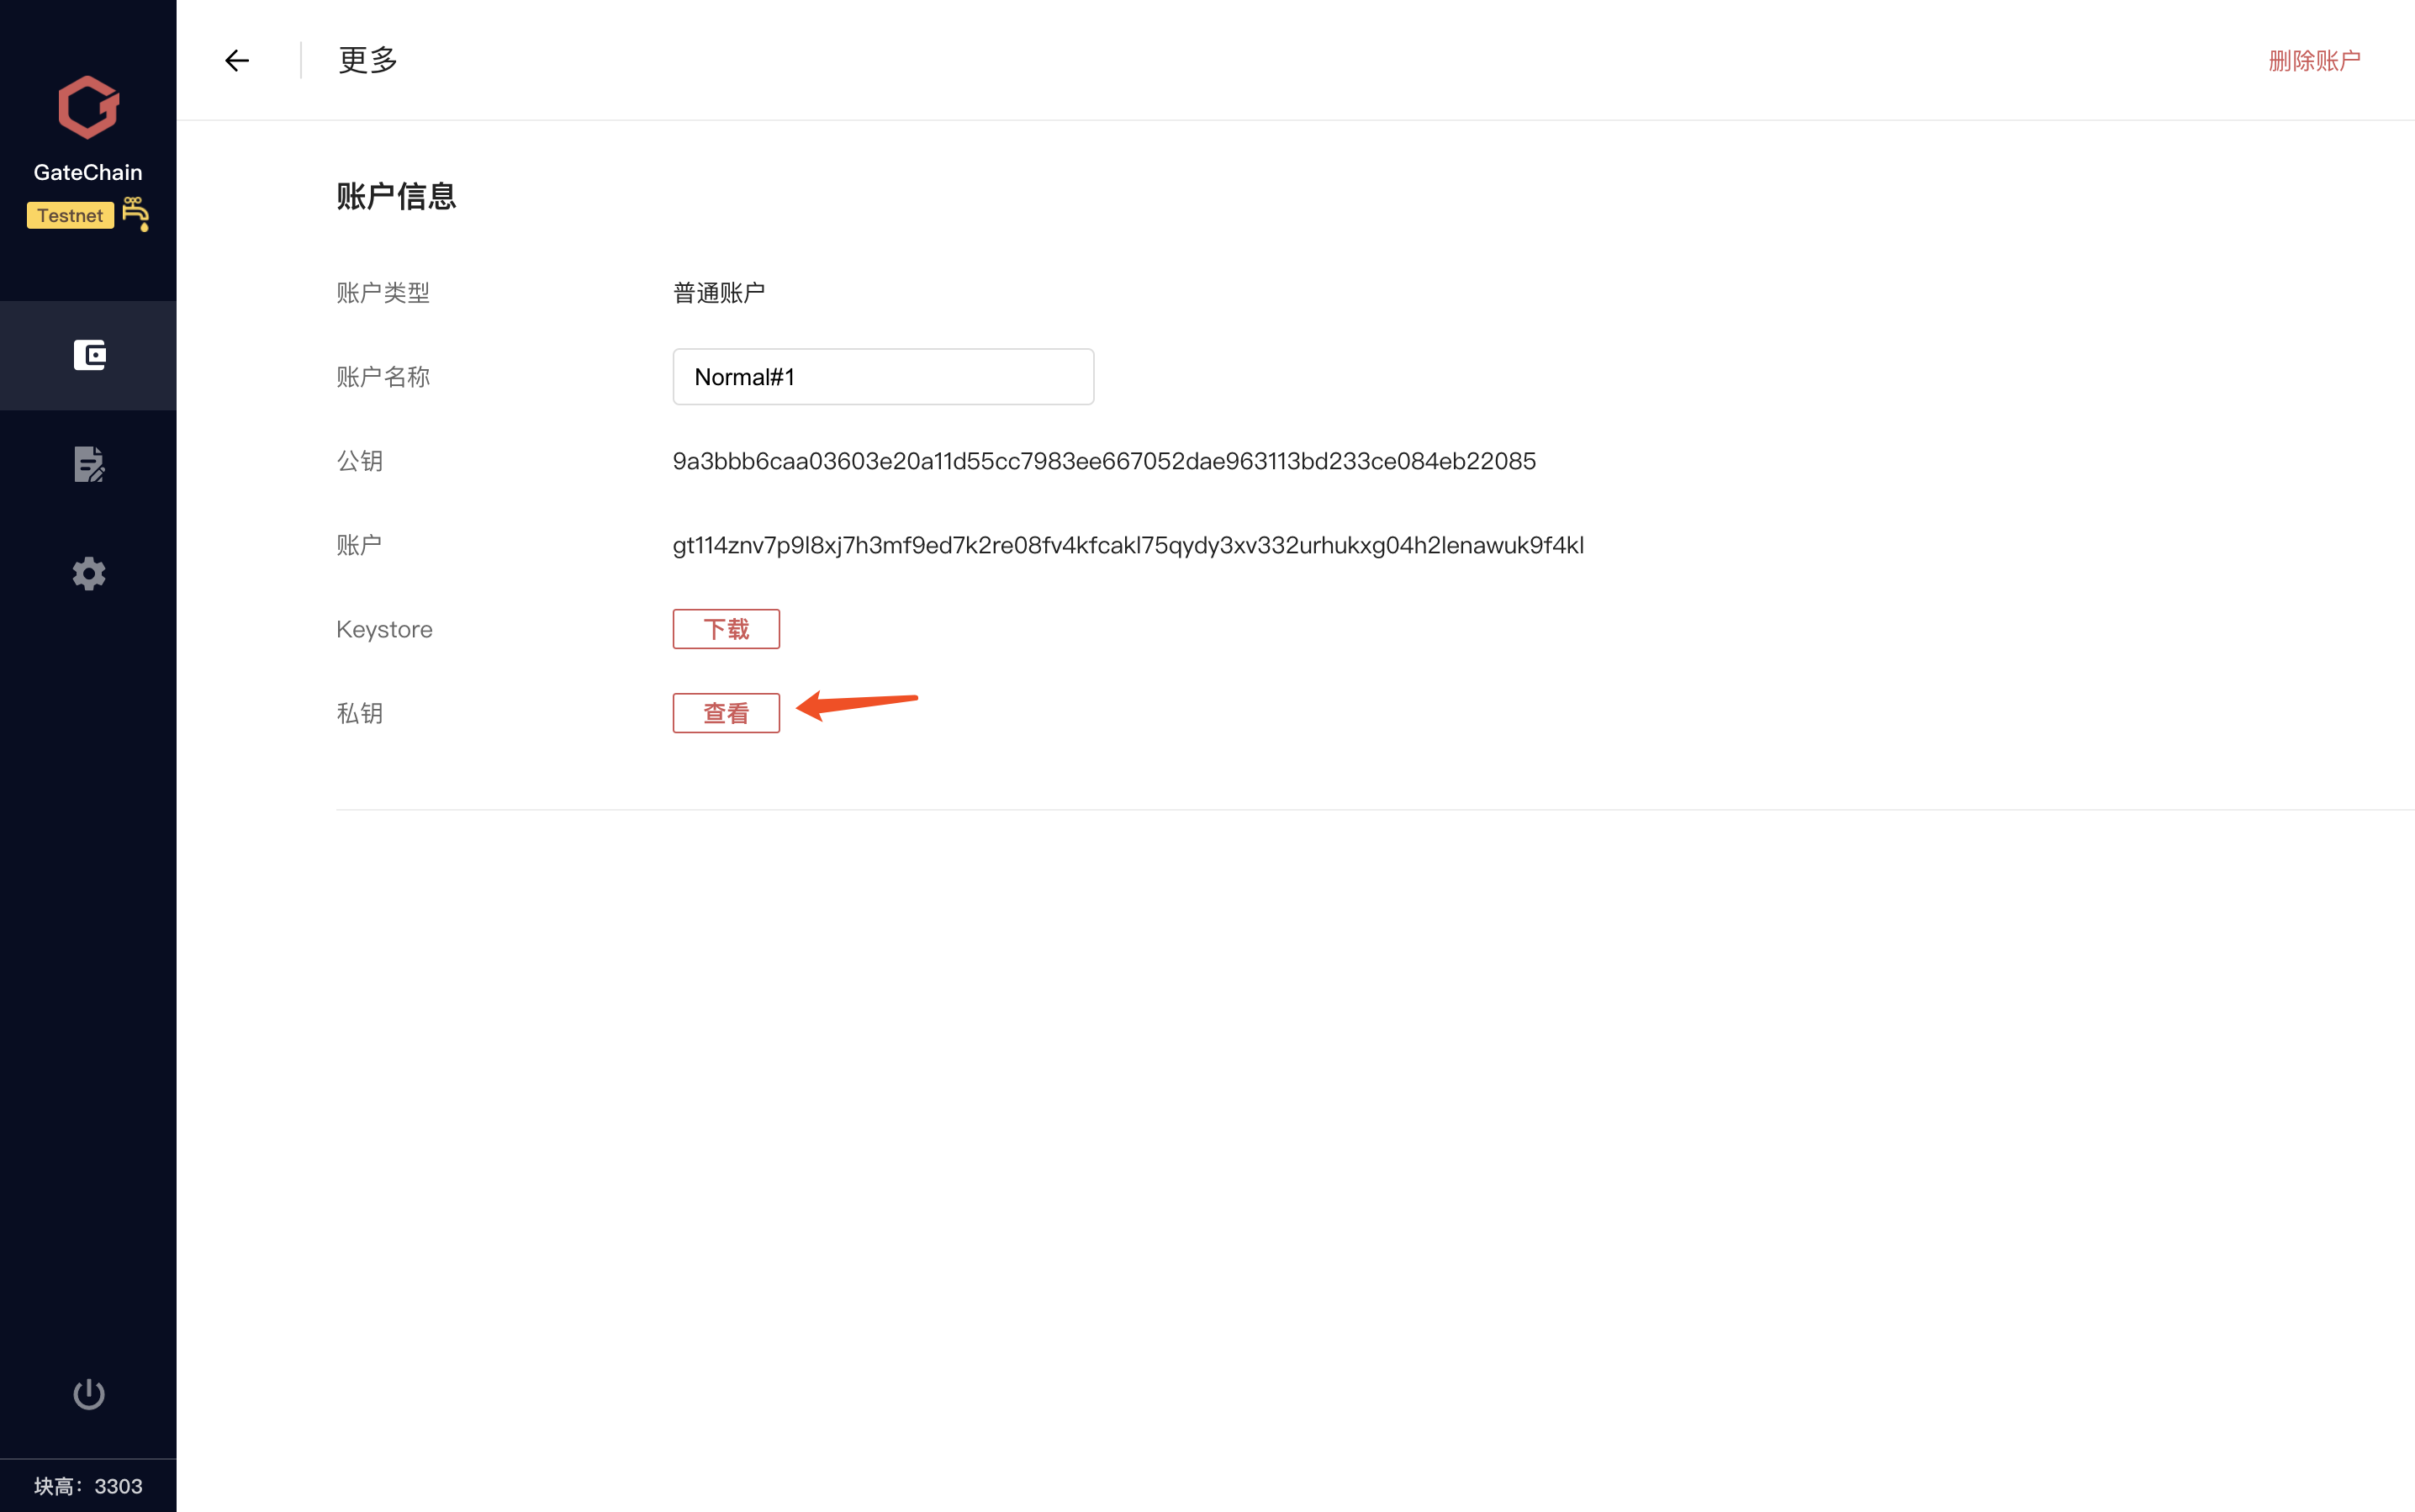 GateChain
Testnet
块高：3303
更多
删除账户
账户信息
账户类型
普通账户
账户名称
Normal#1
公钥
9a3bbb6caa03603e20a11d55cc7983ee667052dae963113bd233ce084eb22085
账户
gt114znv7p9l8xj7h3mf9ed7k2re08fv4kfcakl75qydy3xv332urhukxg04h2lenawuk9f4kl
Keystore
下载
私钥
查看